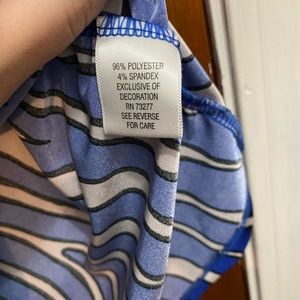 96% POLYESTER
4% SPANDEX
EXCLUSIVE OF
DECORATION
RN 73277
SEE REVERSE
FOR CARE